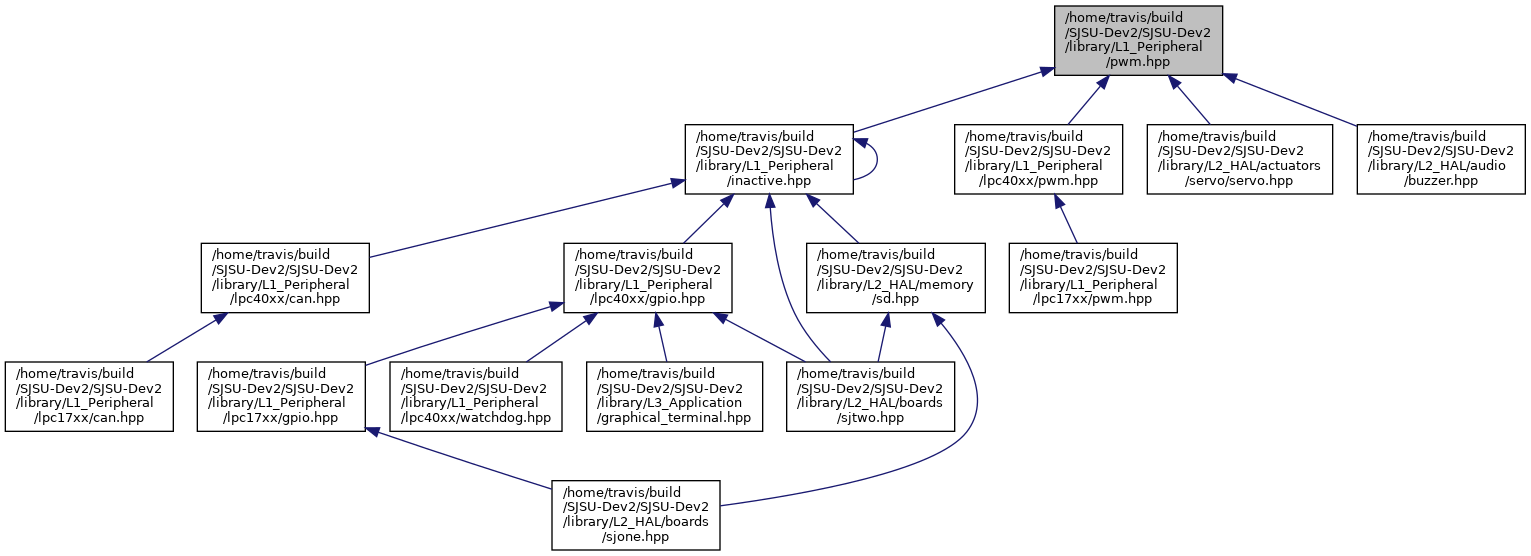 /home/travis/build
/SJSU-Dev2/SJSU-Dev2
/library/L1_Peripheral
/pwm.hpp
/home/travis/build
/SJSU-Dev2/SJSU-Dev2
/library/L1_Peripheral
/inactive.hpp
/home/travis/build
/SJSU-Dev2/SJSU-Dev2
/library/L1_Peripheral
/lpc40xx/pwm.hpp
/home/travis/build
/SJSU-Dev2/SJSU-Dev2
/library/L2_HAL/actuators
/servo/servo.hpp
/home/travis/build
/SJSU-Dev2/SJSU-Dev2
/library/L2_HAL/audio
/buzzer.hpp
/home/travis/build
/SJSU-Dev2/SJSU-Dev2
/library/L1_Peripheral
/lpc40xx/can.hpp
/home/travis/build
/SJSU-Dev2/SJSU-Dev2
/library/L1_Peripheral
/lpc40xx/gpio.hpp
/home/travis/build
/SJSU-Dev2/SJSU-Dev2
/library/L2_HAL/memory
/sd.hpp
/home/travis/build
/SJSU-Dev2/SJSU-Dev2
/library/L1_Peripheral
/lpc17xx/pwm.hpp
/home/travis/build
/SJSU-Dev2/SJSU-Dev2
/library/L1_Peripheral
/lpc17xx/can.hpp
/home/travis/build
/SJSU-Dev2/SJSU-Dev2
/library/L1_Peripheral
/lpc17xx/gpio.hpp
/home/travis/build
/SJSU-Dev2/SJSU-Dev2
/library/L1_Peripheral
/lpc40xx/watchdog.hpp
/home/travis/build
/SJSU-Dev2/SJSU-Dev2
/library/L3_Application
/graphical_terminal.hpp
/home/travis/build
/SJSU-Dev2/SJSU-Dev2
/library/L2_HAL/boards
/sjtwo.hpp
/home/travis/build
/SJSU-Dev2/SJSU-Dev2
/library/L2_HAL/boards
/sjone.hpp